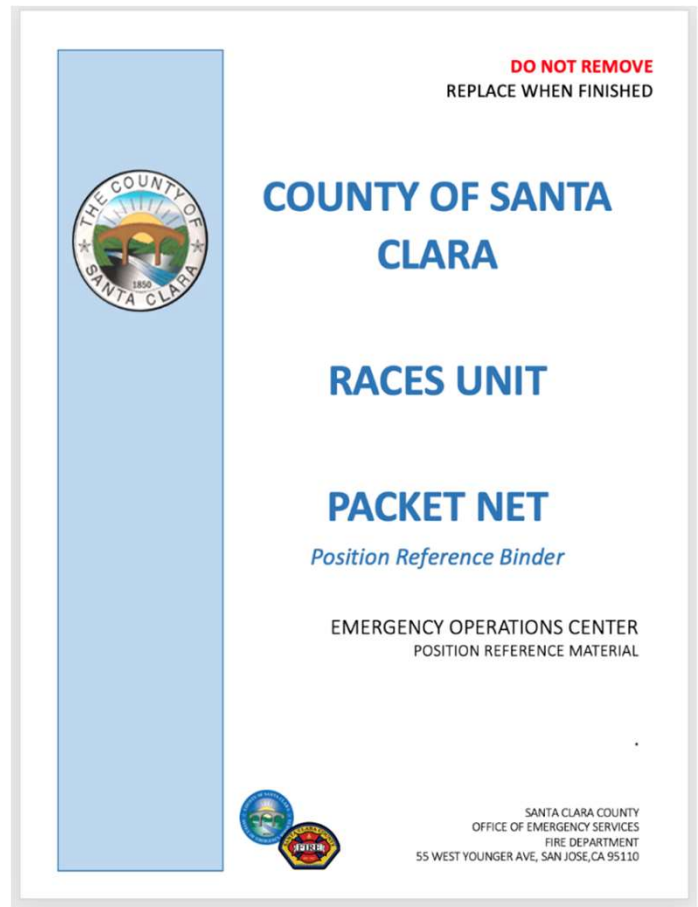 DO NOT REMOVE
REPLACE WHEN FINISHED
THE COUNTY OF
SANTA CLARA
1850
COUNTY OF SANTA
CLARA
RACES UNIT
PACKET NET
Position Reference Binder
EMERGENCY OPERATIONS CENTER
POSITION REFERENCE MATERIAL
.
FIRE
SANTA CLARA COUNTY
OFFICE OF EMERGENCY SERVICES
FIRE DEPARTMENT
55 WEST YOUNGER AVE, SAN JOSE,CA 95110